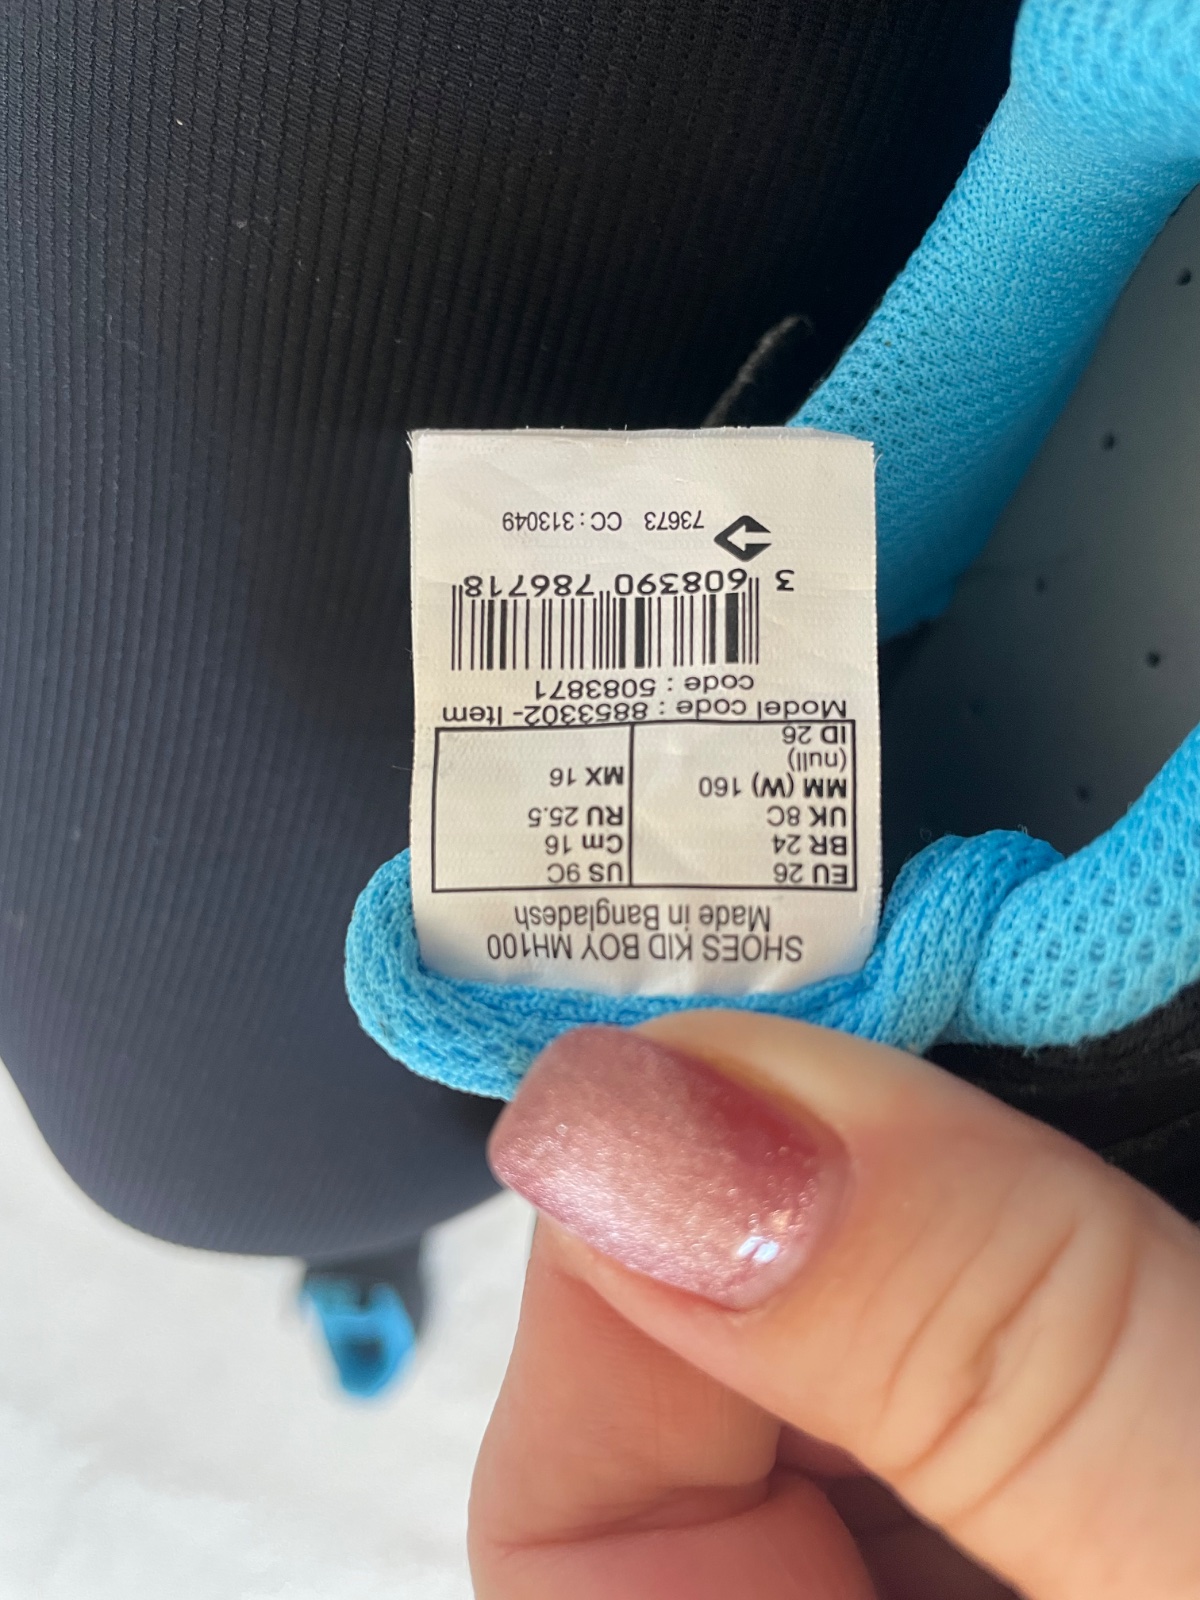 SHOES KID BOY MH100
Made in Bangladesh
EU 26 US 9C
BR 24 Cm 16
UK 8C RU 25.5
MM (W) 160
(null) MX 16
ID 26
Model code : 8853302- Item
code : 5083871
3 608390 786718
73673 CC : 313049